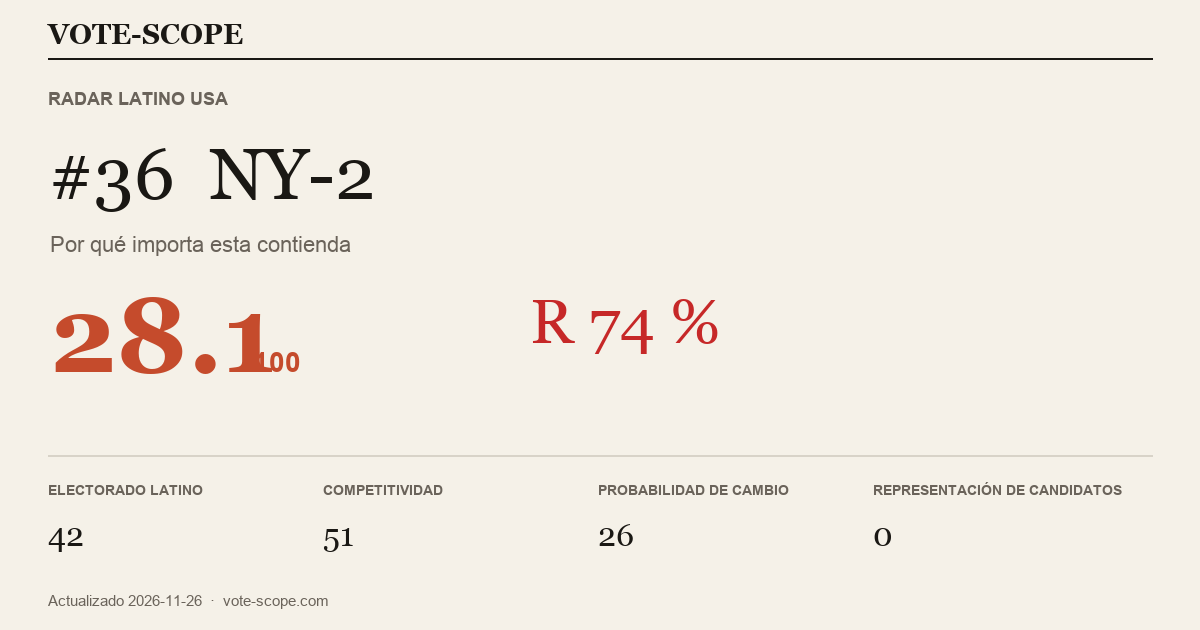 VOTE-SCOPE
RADAR LATINO USA
#36 NY-2
Por qué importa esta contienda
28.1
/100
R 74 %
ELECTORADO LATINO
COMPETITIVIDAD
PROBABILIDAD DE CAMBIO
REPRESENTACIÓN DE CANDIDATOS
42
51
26
0
Actualizado 2026-11-26 · vote-scope.com